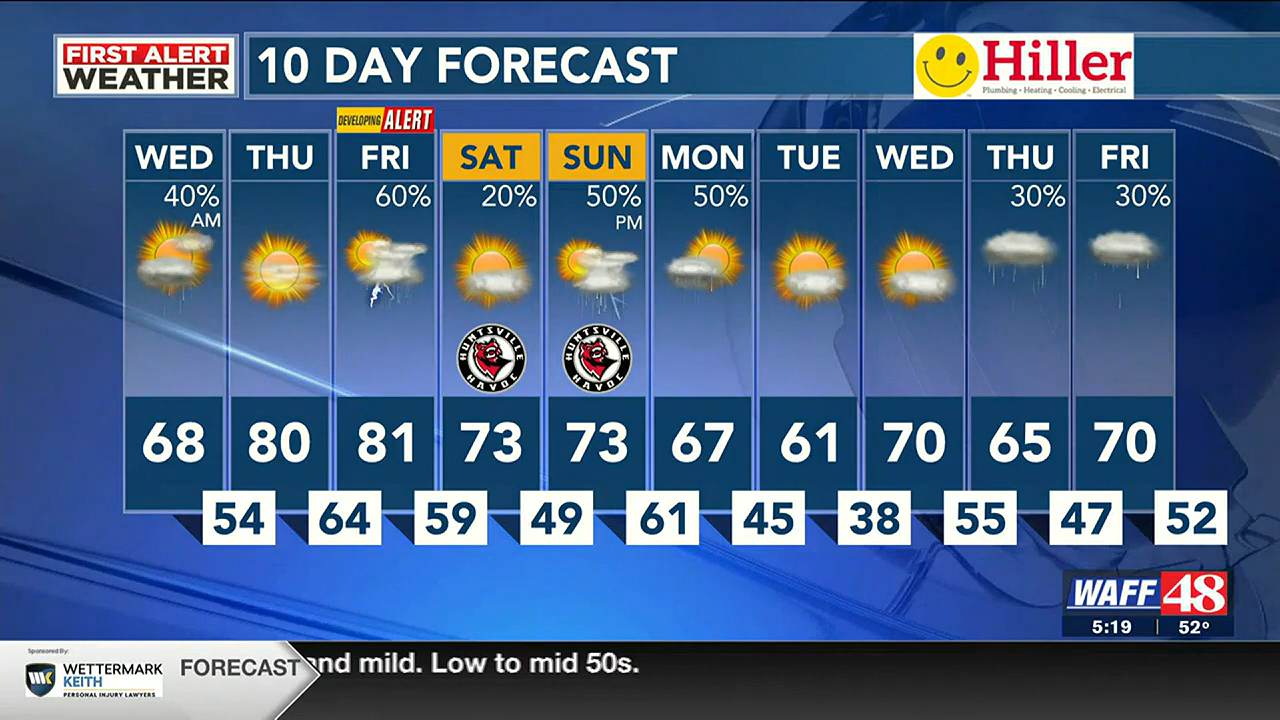 FIRST ALERT
WEATHER
10 DAY FORECAST
Hiller
Plumbing • Heating • Cooling • Electrical
DEVELOPING ALERT
WED THU FRI SAT SUN MON TUE WED THU FRI
40% 60% 20% 50% 50% 30% 30%
AM PM
HUNTSVILLE HAVOC HUNTSVILLE HAVOC
68 80 81 73 73 67 61 70 65 70
54 64 59 49 61 45 38 55 47 52
WAFF 48
5:19 | 52°
Sponsored By:
WETTERMARK
KEITH
PERSONAL INJURY LAWYERS
FORECAST
and mild. Low to mid 50s.